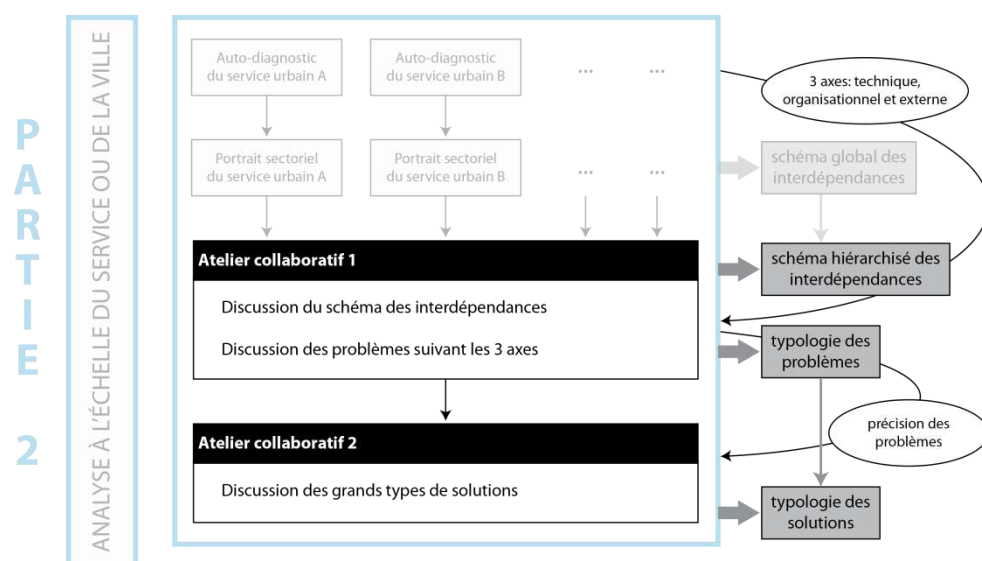 PARTIE 2
ANALYSE À L'ÉCHELLE DU SERVICE OU DE LA VILLE
Auto-diagnostic
du service urbain A
Auto-diagnostic
du service urbain B
... ...
3 axes: technique,
organisationnel et externe
Portrait sectoriel
du service urbain A
Portrait sectoriel
du service urbain B
... ...
schéma global des
interdépendances
Atelier collaboratif 1
Discussion du schéma des interdépendances
Discussion des problèmes suivant les 3 axes
schéma hiérarchisé des
interdépendances
typologie des
problèmes
précision des
problèmes
Atelier collaboratif 2
Discussion des grands types de solutions
typologie des
solutions